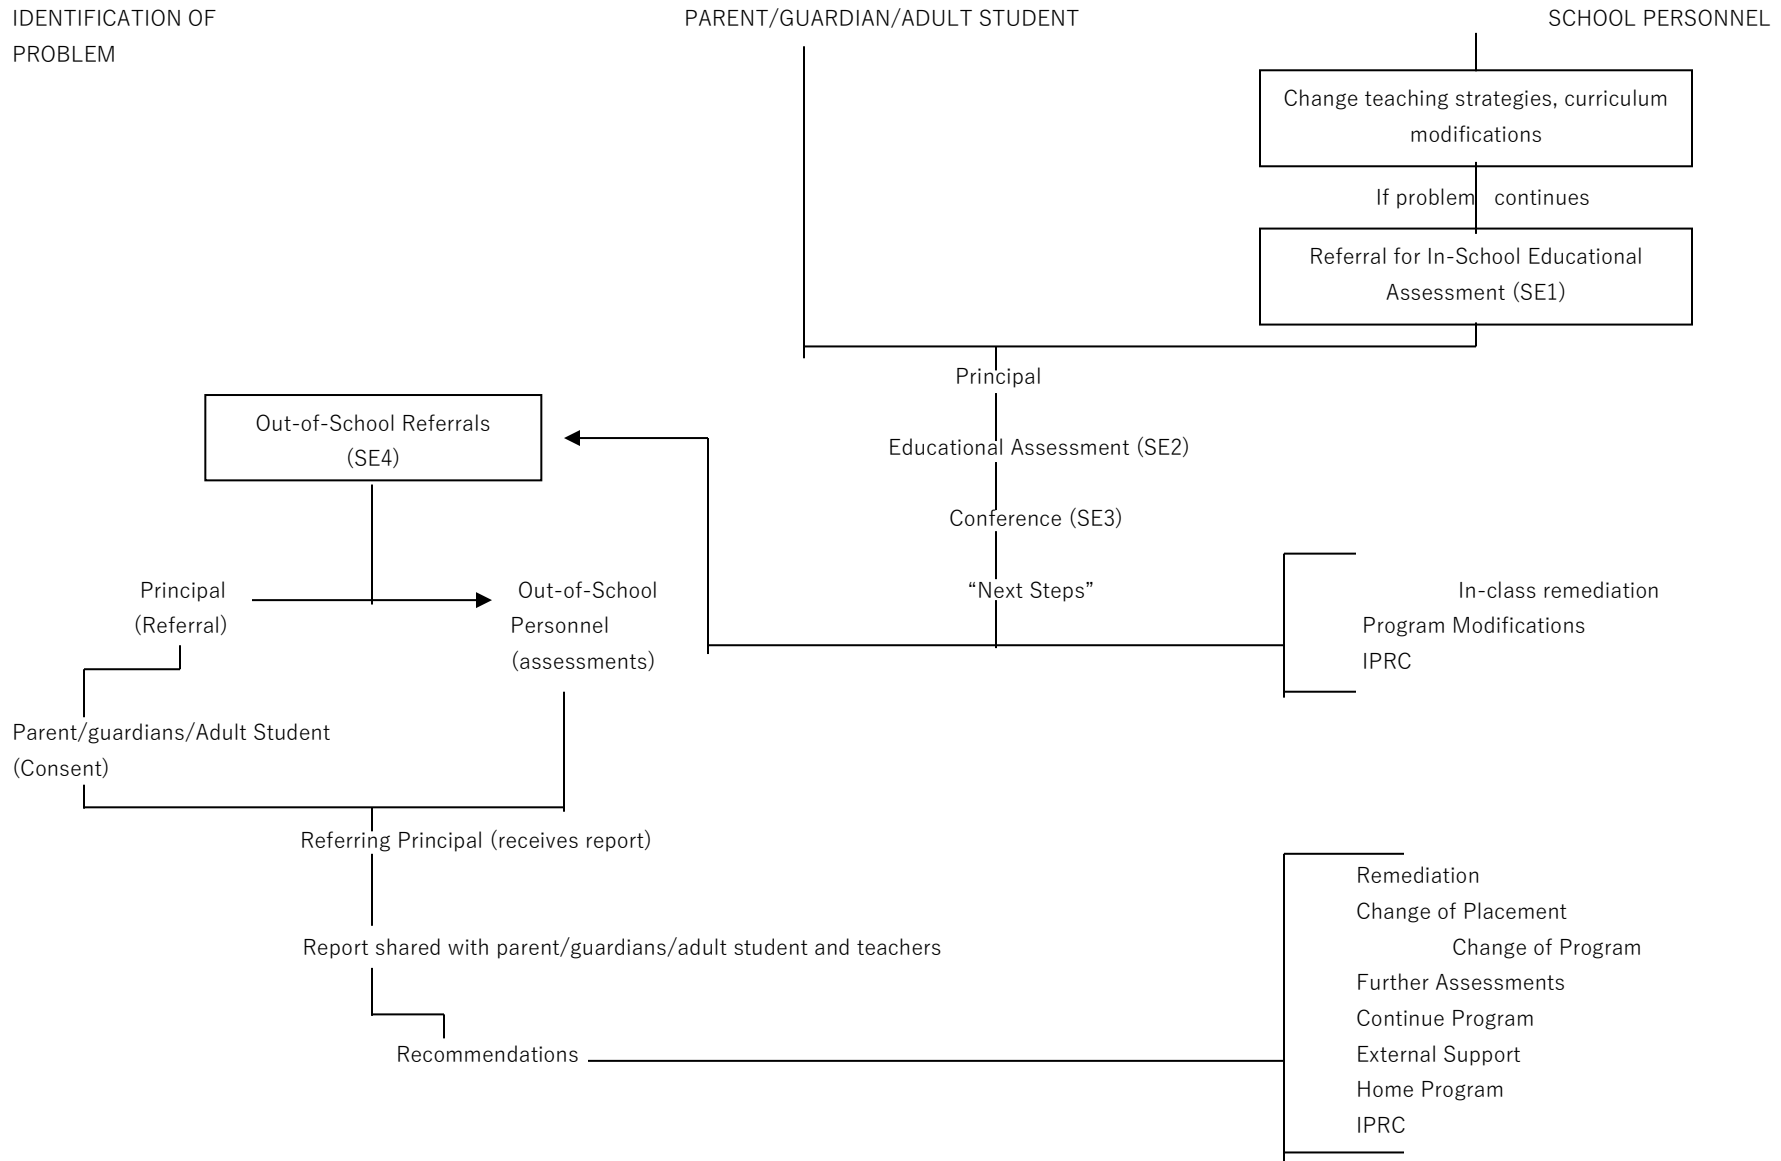 IDENTIFICATION OF
PROBLEM
PARENT/GUARDIAN/ADULT STUDENT
SCHOOL PERSONNEL
Change teaching strategies, curriculum
modifications
If problem continues
Referral for In-School Educational
Assessment (SE1)
Principal
Out-of-School Referrals
(SE4)
Educational Assessment (SE2)
Conference (SE3)
“Next Steps”
Principal
(Referral)
Out-of-School
Personnel
(assessments)
In-class remediation
Program Modifications
IPRC
Parent/guardians/Adult Student
(Consent)
Referring Principal (receives report)
Report shared with parent/guardians/adult student and teachers
Recommendations
Remediation
Change of Placement
Change of Program
Further Assessments
Continue Program
External Support
Home Program
IPRC